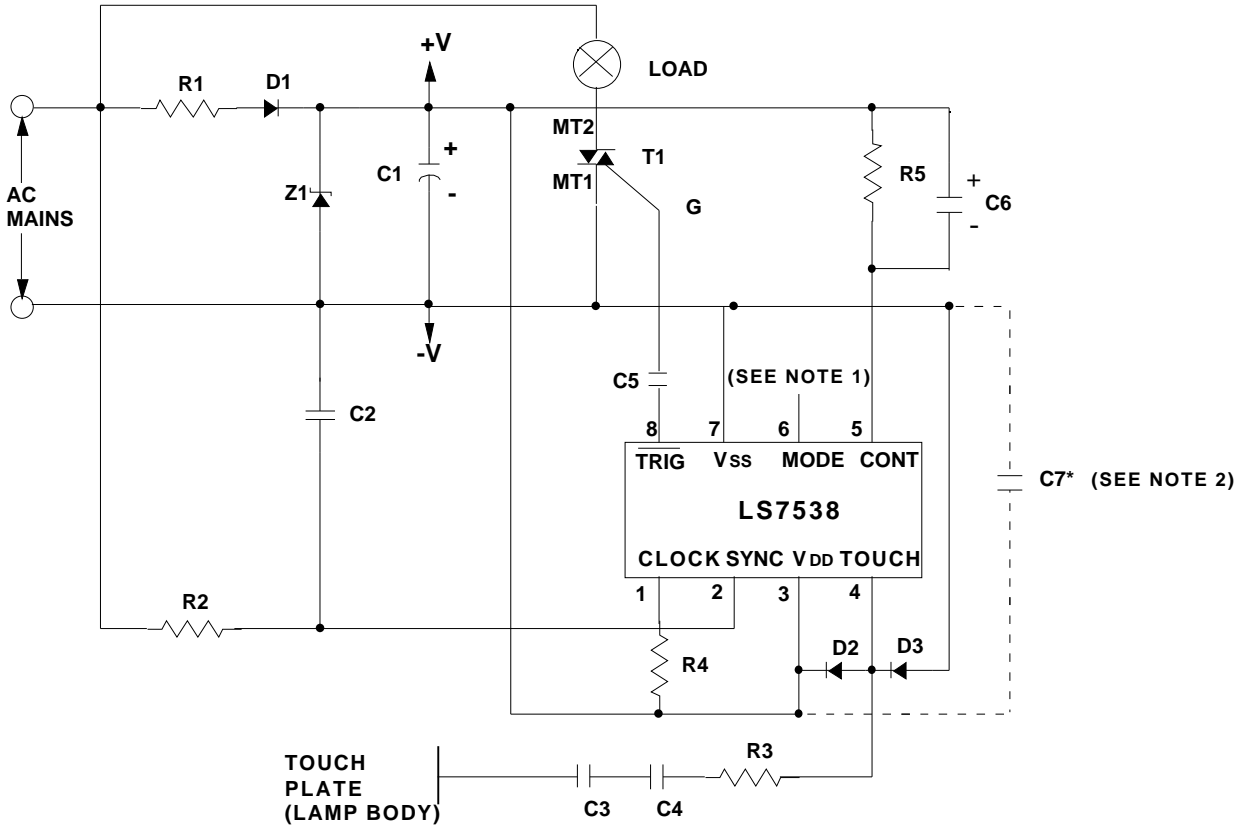 +V
LOAD
R1
D1
MT2
T1
MT1
+
C1
-
R5
+
C6
-
Z1
AC
MAINS
G
-V
C5
(SEE NOTE 1)
C2
8
7
6
5
TRIG
VSS
MODE
CONT
C7* (SEE NOTE 2)
LS7538
CLOCK
SYNC
VDD
TOUCH
1
2
3
4
R2
R4
D2
D3
R3
TOUCH
PLATE
(LAMP BODY)
C3
C4